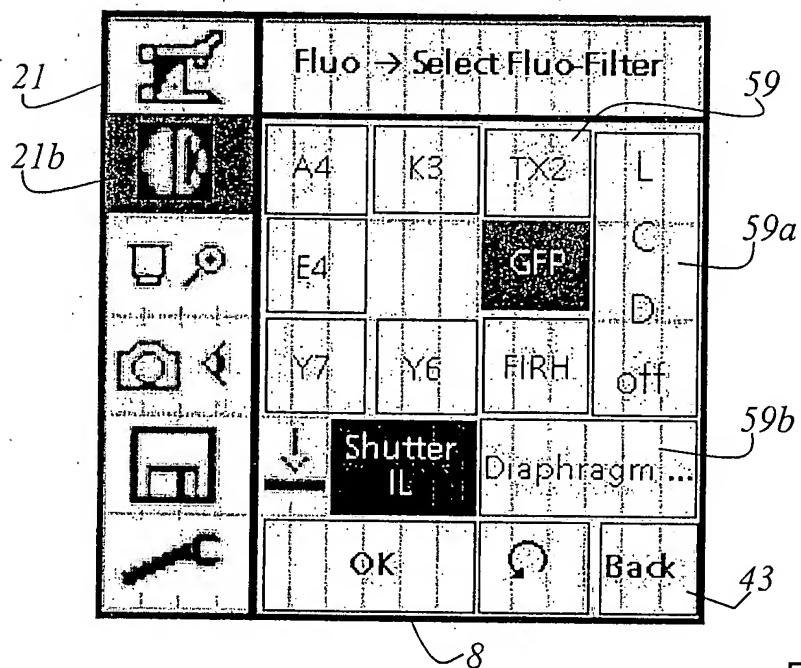 21
Fluo → Select Fluo-Filter
59
21b
A4 K3 TX2 L
59a
E4 GFP C
D
Y7 Y6 FIRH off
59b
Shutter
IL
Diaphragm ...
OK Back
43
8